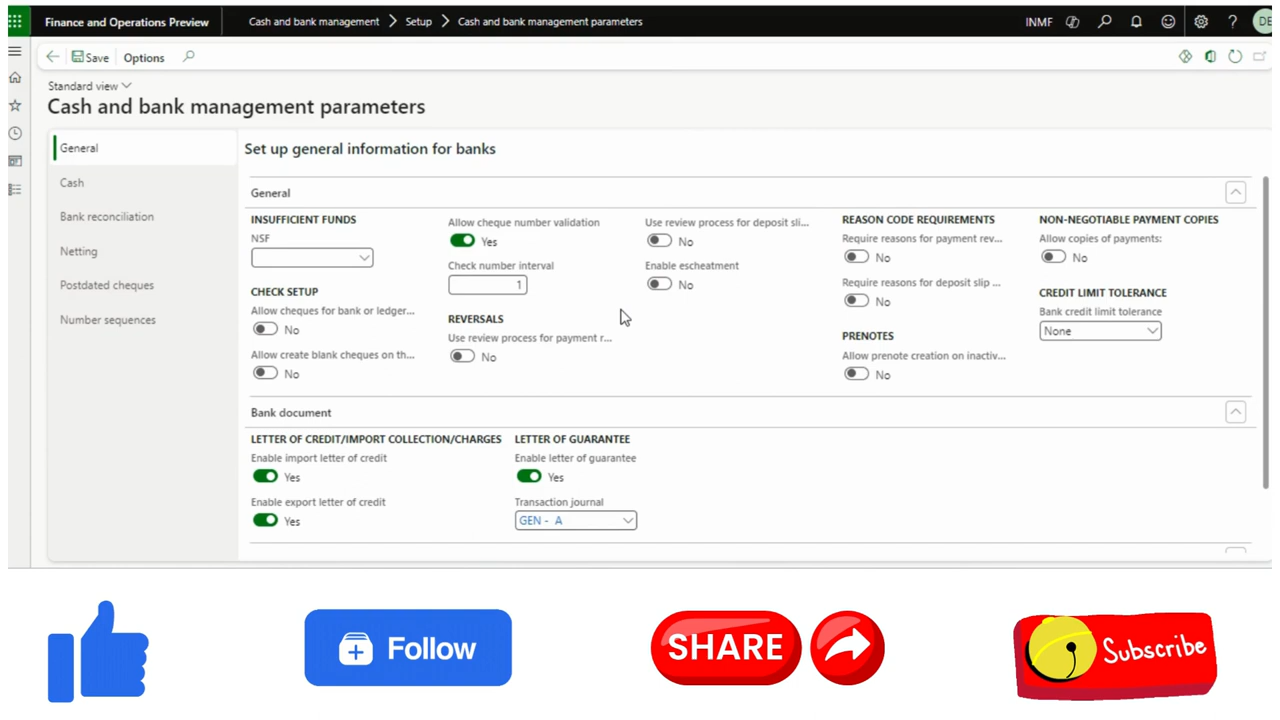 Finance and Operations Preview
Cash and bank management > Setup > Cash and bank management parameters
INMF
?
DE
Save
Options
Standard view
Cash and bank management parameters
General
Cash
Bank reconciliation
Netting
Postdated cheques
Number sequences
Set up general information for banks
General
INSUFFICIENT FUNDS
NSF
CHECK SETUP
Allow cheques for bank or ledger...
No
Allow create blank cheques on th...
No
Allow cheque number validation
Yes
Check number interval
1
REVERSALS
Use review process for payment r...
No
Use review process for deposit sli...
No
Enable escheatment
No
REASON CODE REQUIREMENTS
Require reasons for payment rev...
No
Require reasons for deposit slip ...
No
PRENOTES
Allow prenote creation on inactiv...
No
NON-NEGOTIABLE PAYMENT COPIES
Allow copies of payments:
No
CREDIT LIMIT TOLERANCE
Bank credit limit tolerance
None
Bank document
LETTER OF CREDIT/IMPORT COLLECTION/CHARGES
Enable import letter of credit
Yes
Enable export letter of credit
Yes
LETTER OF GUARANTEE
Enable letter of guarantee
Yes
Transaction journal
GEN - A
Follow
SHARE
Subscribe